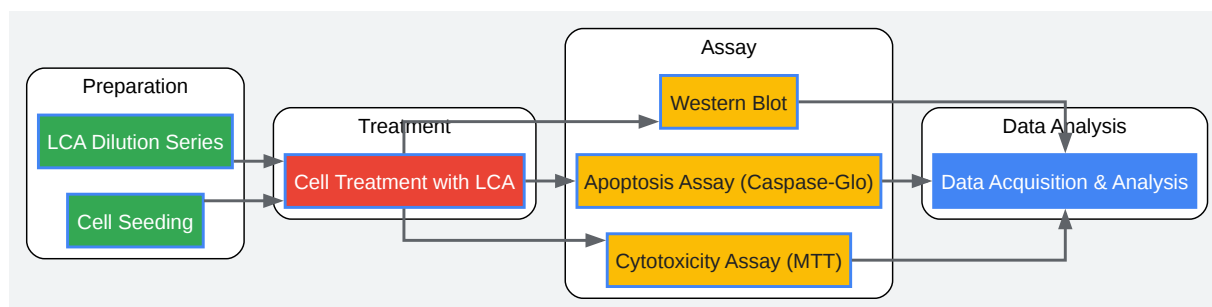 Preparation
LCA Dilution Series
Cell Seeding
Treatment
Cell Treatment with LCA
Assay
Western Blot
Apoptosis Assay (Caspase-Glo)
Cytotoxicity Assay (MTT)
Data Analysis
Data Acquisition & Analysis